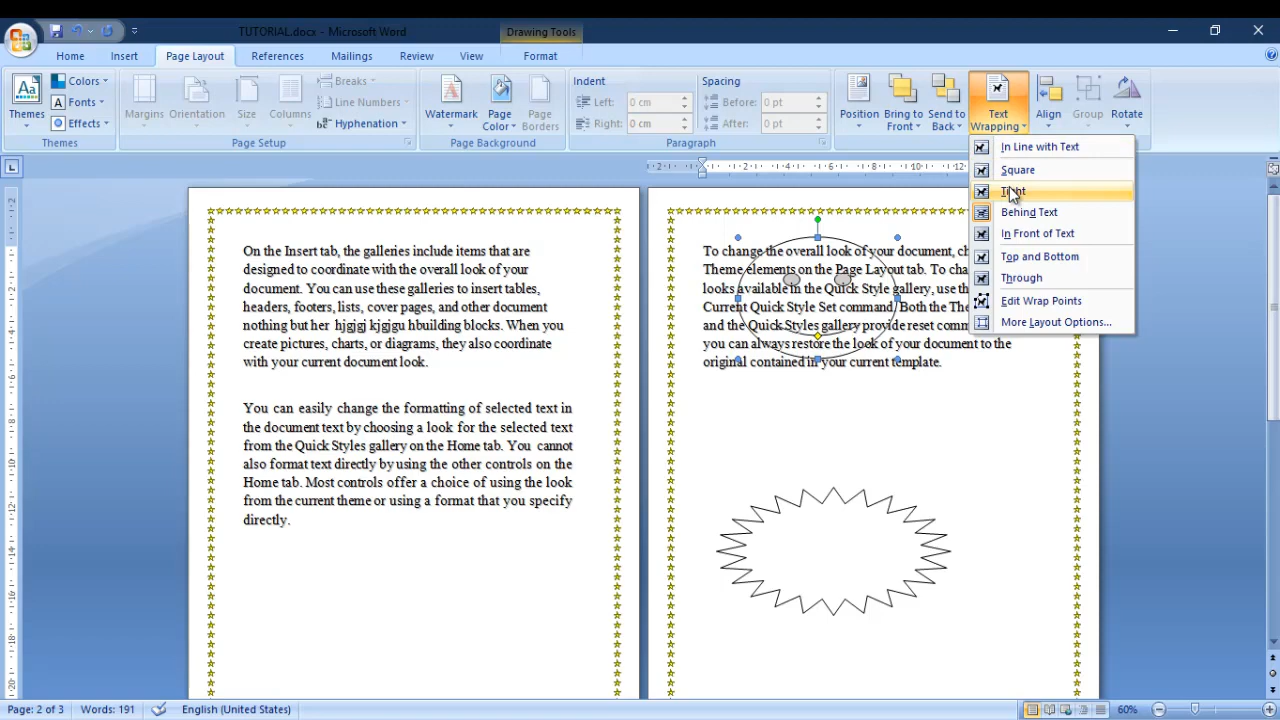 TUTORIAL.docx - Microsoft Word
Drawing Tools
Home
Insert
Page Layout
References
Mailings
Review
View
Format
Themes
Colors
Fonts
Effects
Themes
Margins
Orientation
Size
Columns
Breaks
Line Numbers
Hyphenation
Page Setup
Watermark
Page Color
Page Borders
Page Background
Indent
Left: 0 cm
Right: 0 cm
Spacing
Before: 0 pt
After: 0 pt
Paragraph
Position
Bring to Front
Send to Back
Text Wrapping
Align
Group
Rotate
In Line with Text
Square
Tight
Behind Text
In Front of Text
Top and Bottom
Through
Edit Wrap Points
More Layout Options...
On the Insert tab, the galleries include items that are
designed to coordinate with the overall look of your
document. You can use these galleries to insert tables,
headers, footers, lists, cover pages, and other document
nothing but her hjgjgj kjgjgu hbuilding blocks. When you
create pictures, charts, or diagrams, they also coordinate
with your current document look.
You can easily change the formatting of selected text in
the document text by choosing a look for the selected text
from the Quick Styles gallery on the Home tab. You cannot
also format text directly by using the other controls on the
Home tab. Most controls offer a choice of using the look
from the current theme or using a format that you specify
directly.
To change the overall look of your document, ch
Theme elements on the Page Layout tab. To cha
looks available in the Quick Style gallery, use th
Current Quick Style Set command. Both the The
and the Quick Styles gallery provide reset comm
you can always restore the look of your document to the
original contained in your current template.
Page: 2 of 3
Words: 191
English (United States)
60%